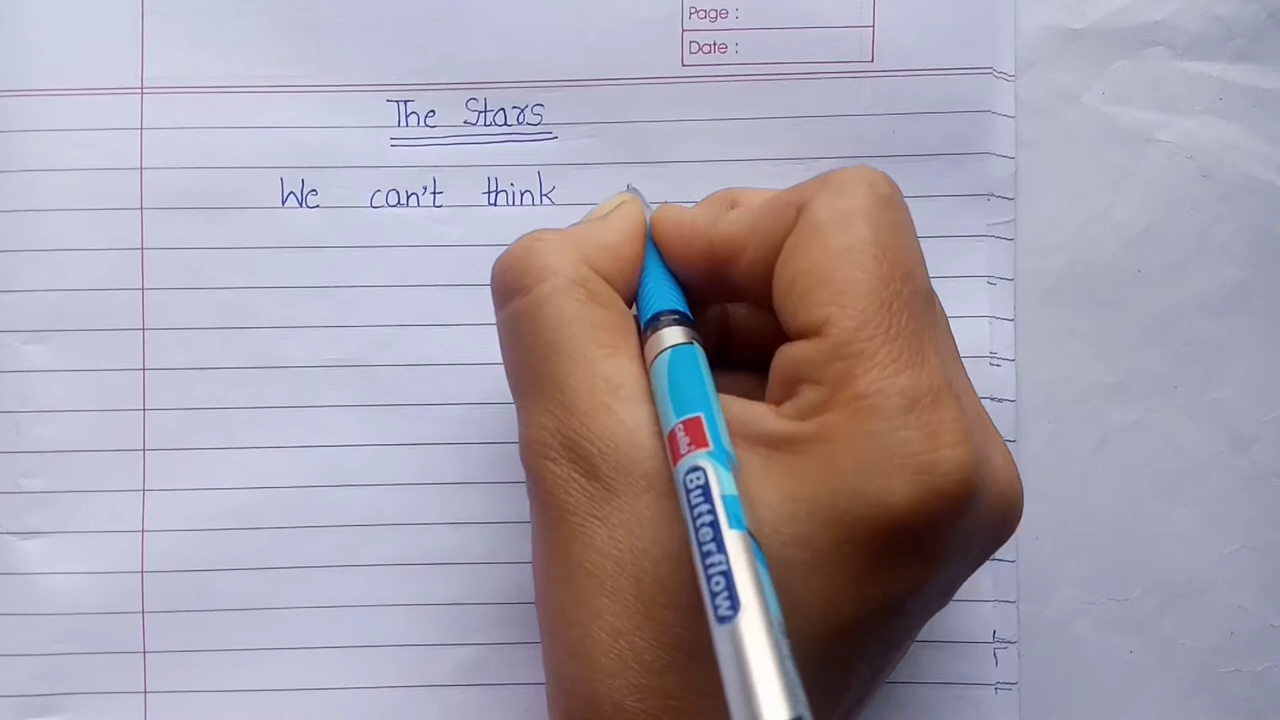 Page :
Date :
The Stars
We can't think
cello
Butterflow